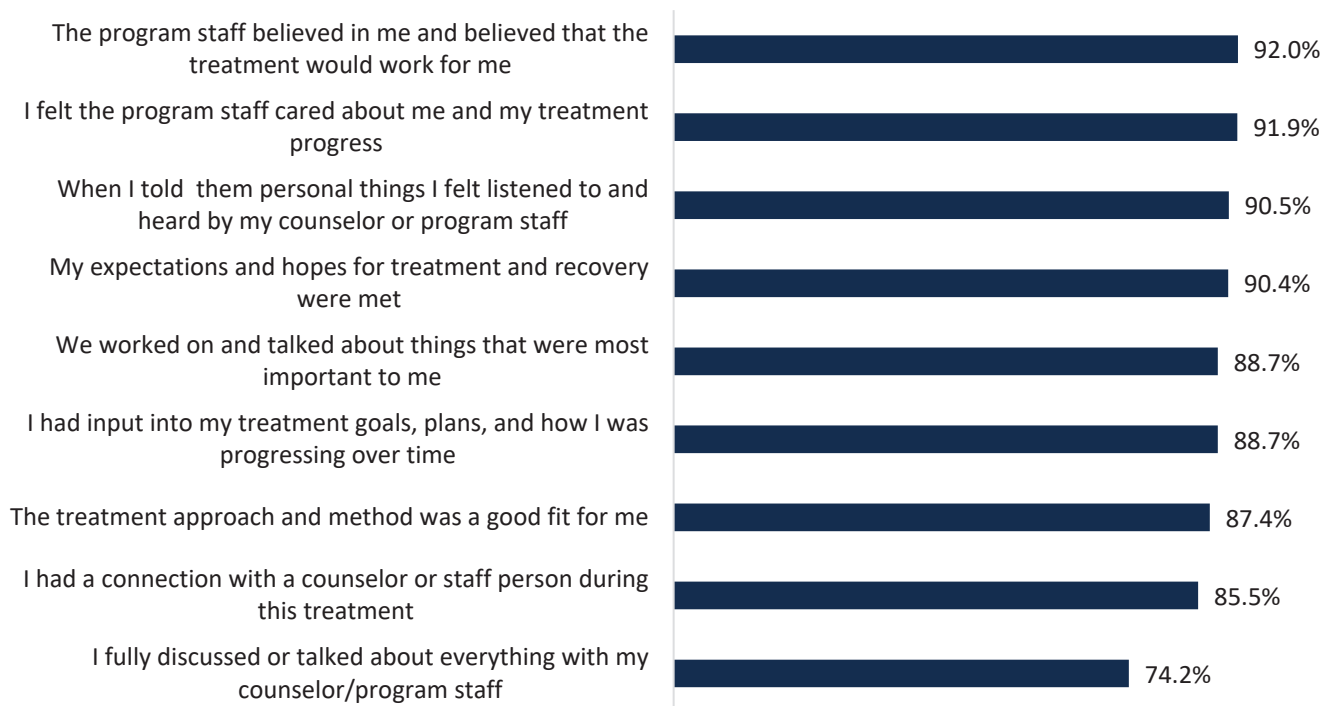 The program staff believed in me and believed that the
treatment would work for me
92.0%
I felt the program staff cared about me and my treatment
progress
91.9%
When I told  them personal things I felt listened to and
heard by my counselor or program staff
90.5%
My expectations and hopes for treatment and recovery
were met
90.4%
We worked on and talked about things that were most
important to me
88.7%
I had input into my treatment goals, plans, and how I was
progressing over time
88.7%
The treatment approach and method was a good fit for me
87.4%
I had a connection with a counselor or staff person during
this treatment
85.5%
I fully discussed or talked about everything with my
counselor/program staff
74.2%